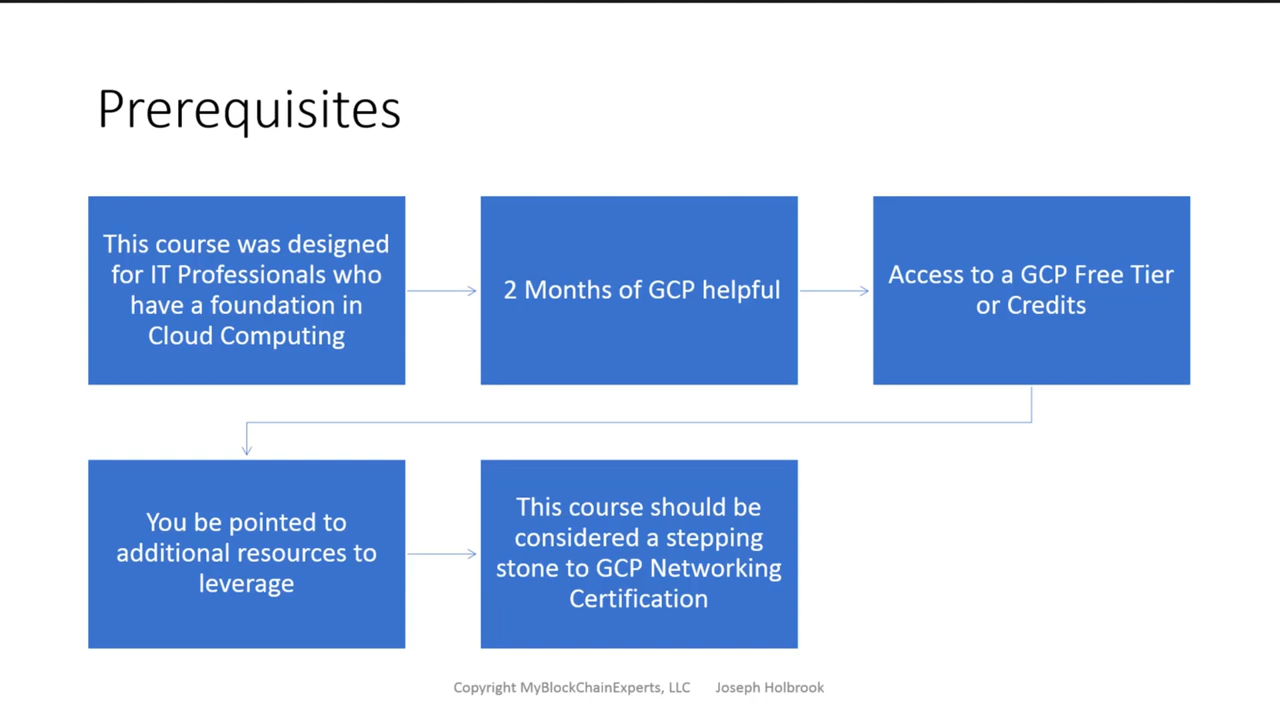 Prerequisites
This course was designed
for IT Professionals who
have a foundation in
Cloud Computing
2 Months of GCP helpful
Access to a GCP Free Tier
or Credits
You be pointed to
additional resources to
leverage
This course should be
considered a stepping
stone to GCP Networking
Certification
Copyright MyBlockChainExperts, LLC Joseph Holbrook